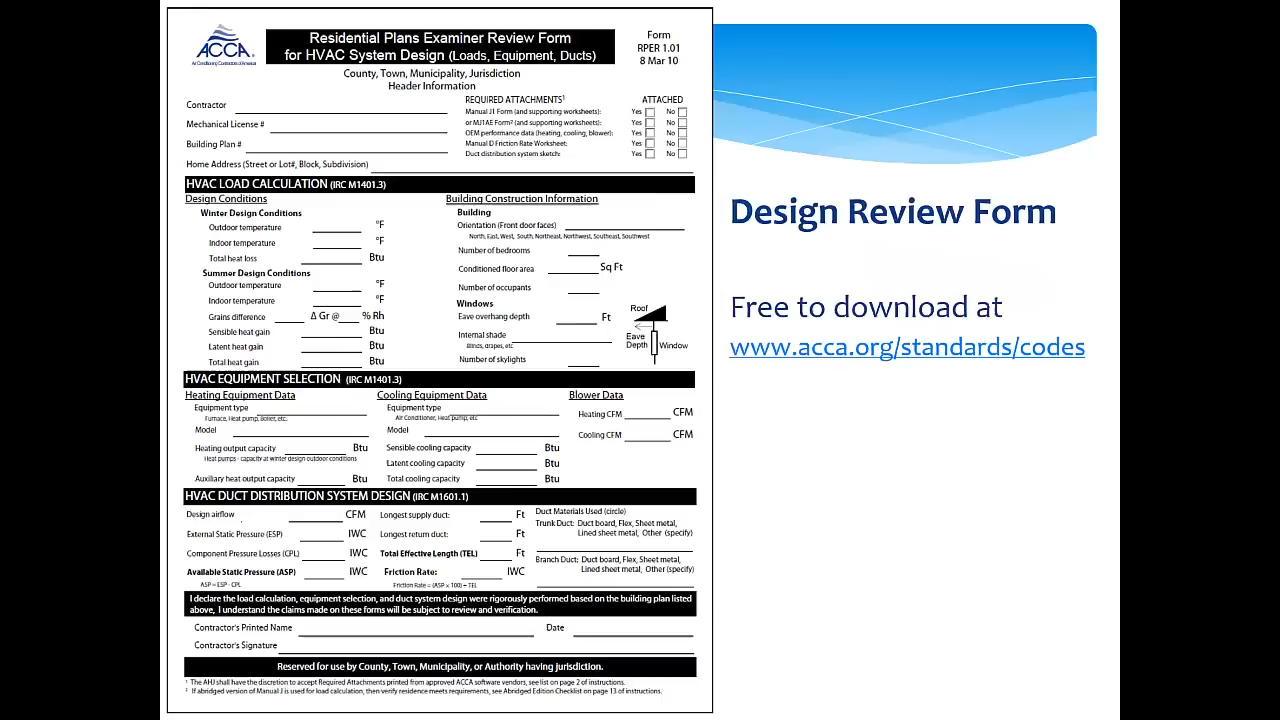 ACCA
Air Conditioning Contractors of America
Residential Plans Examiner Review Form
for HVAC System Design (Loads, Equipment, Ducts)
Form
RPER 1.01
8 Mar 10
County, Town, Municipality, Jurisdiction
Header Information
Contractor
Mechanical License #
Building Plan #
Home Address (Street or Lot#, Block, Subdivision)
REQUIRED ATTACHMENTS¹ ATTACHED
Manual J1 Form (and supporting worksheets): Yes No
or MJ1AE Form² (and supporting worksheets): Yes No
OEM performance data (heating, cooling, blower): Yes No
Manual D Friction Rate Worksheet: Yes No
Duct distribution system sketch: Yes No
HVAC LOAD CALCULATION (IRC M1401.3)
Design Conditions
Winter Design Conditions
Outdoor temperature °F
Indoor temperature °F
Total heat loss Btu
Summer Design Conditions
Outdoor temperature °F
Indoor temperature °F
Grains difference Δ Gr @ % Rh
Sensible heat gain Btu
Latent heat gain Btu
Total heat gain Btu
Building Construction Information
Building
Orientation (Front door faces)
North, East, West, South, Northeast, Northwest, Southeast, Southwest
Number of bedrooms
Conditioned floor area Sq Ft
Number of occupants
Windows
Eave overhang depth Ft
Internal shade
Blinds, drapes, etc
Number of skylights
Roof
Eave
Depth
Window
HVAC EQUIPMENT SELECTION (IRC M1401.3)
Heating Equipment Data
Equipment type
Furnace, Heat pump, Boiler, etc.
Model
Heating output capacity Btu
Heat pumps - capacity at winter design outdoor conditions
Auxiliary heat output capacity Btu
Cooling Equipment Data
Equipment type
Air Conditioner, Heat pump, etc
Model
Sensible cooling capacity Btu
Latent cooling capacity Btu
Total cooling capacity Btu
Blower Data
Heating CFM CFM
Cooling CFM CFM
HVAC DUCT DISTRIBUTION SYSTEM DESIGN (IRC M1601.1)
Design airflow CFM
External Static Pressure (ESP) IWC
Component Pressure Losses (CPL) IWC
Available Static Pressure (ASP) IWC
ASP = ESP - CPL
Longest supply duct: Ft
Longest return duct: Ft
Total Effective Length (TEL) Ft
Friction Rate: IWC
Friction Rate = (ASP × 100) ÷ TEL
Duct Materials Used (circle)
Trunk Duct: Duct board, Flex, Sheet metal,
Lined sheet metal, Other (specify)
Branch Duct: Duct board, Flex, Sheet metal,
Lined sheet metal, Other (specify)
I declare the load calculation, equipment selection, and duct system design were rigorously performed based on the building plan listed
above, I understand the claims made on these forms will be subject to review and verification.
Contractor's Printed Name Date
Contractor's Signature
Reserved for use by County, Town, Municipality, or Authority having jurisdiction.
¹ The AHJ shall have the discretion to accept Required Attachments printed from approved ACCA software vendors, see list on page 2 of instructions.
² If abridged version of Manual J is used for load calculation, then verify residence meets requirements, see Abridged Edition Checklist on page 13 of instructions.
Design Review Form
Free to download at
www.acca.org/standards/codes